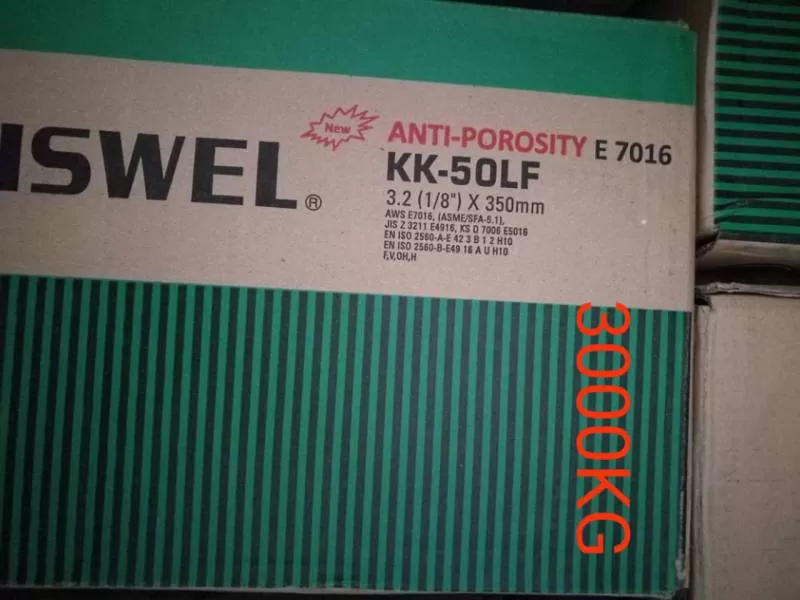 ISWEL®
New
ANTI-POROSITY E 7016
KK-50LF
3.2 (1/8") X 350mm
AWS E7016, (ASME/SFA-5.1),
JIS Z 3211 E4916, KS D 7006 E5016
EN ISO 2560-A-E 42 3 B 1 2 H10
EN ISO 2560-B-E49 16 A U H10
F,V,OH,H
3000KG